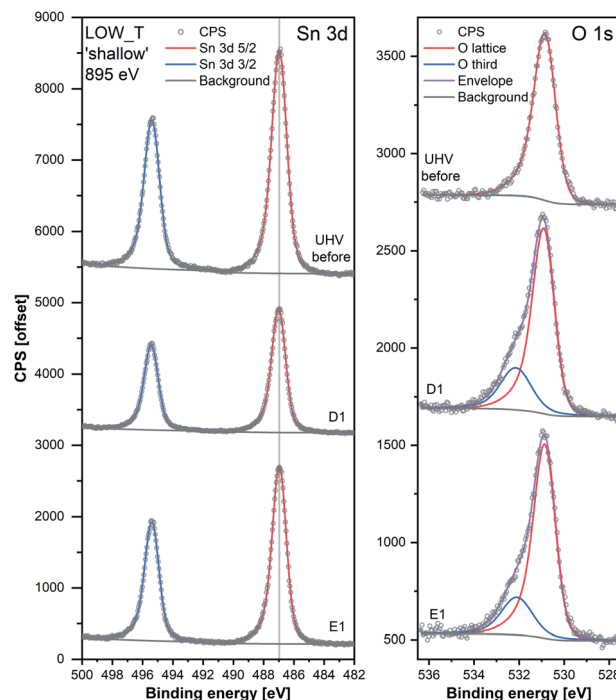 LOW_T
'shallow'
895 eV
CPS
Sn 3d 5/2
Sn 3d 3/2
Background
Sn 3d
UHV
before
D1
E1
CPS [offset]
9000
8000
7000
6000
5000
4000
3000
2000
1000
0
500 498 496 494 492 490 488 486 484 482
Binding energy [eV]
CPS
O lattice
O third
Envelope
Background
O 1s
UHV
before
D1
E1
3500
3000
2500
2000
1500
1000
500
536 534 532 530 528
Binding energy [eV]